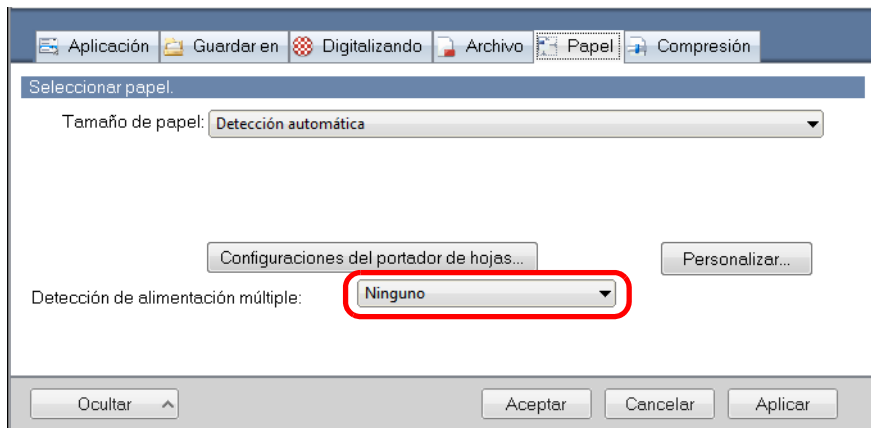 Aplicación Guardar en Digitalizando Archivo Papel Compresión
Seleccionar papel.
Tamaño de papel: Detección automática
Configuraciones del portador de hojas... Personalizar...
Detección de alimentación múltiple: Ninguno
Ocultar Aceptar Cancelar Aplicar